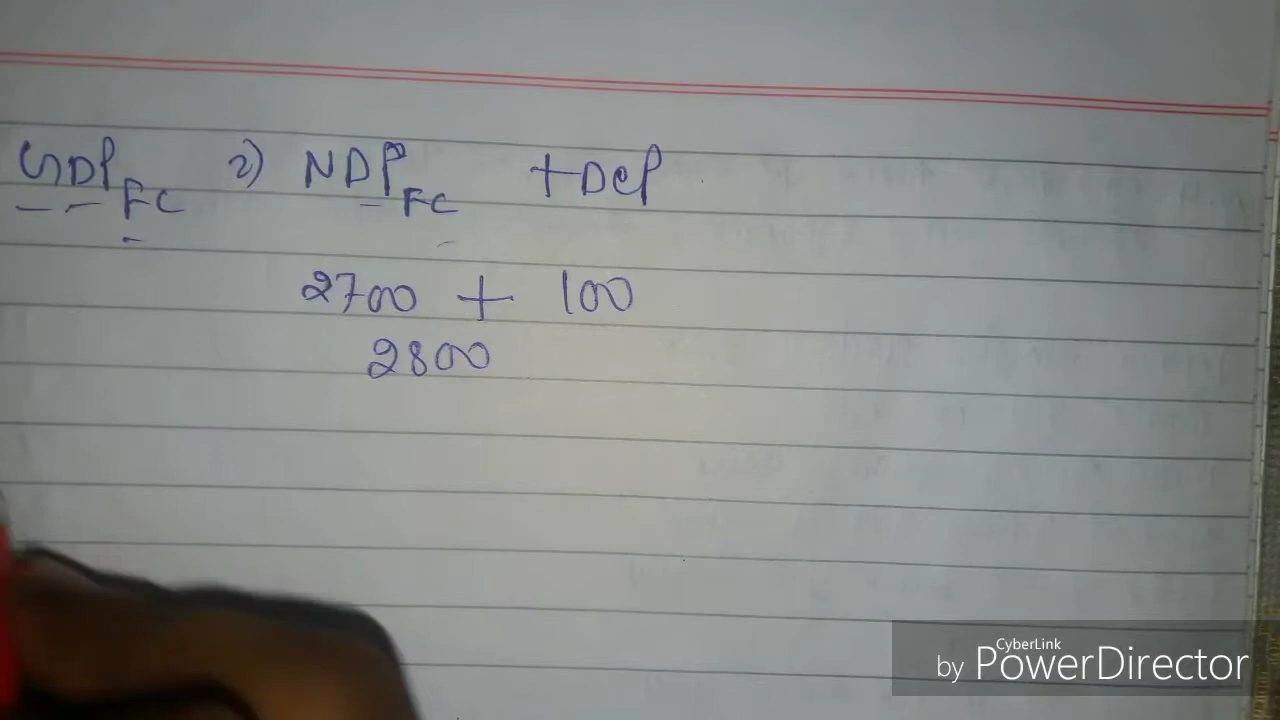 GDP FC 2) NDP FC + Dep
2700 + 100
2800
CyberLink
by PowerDirector